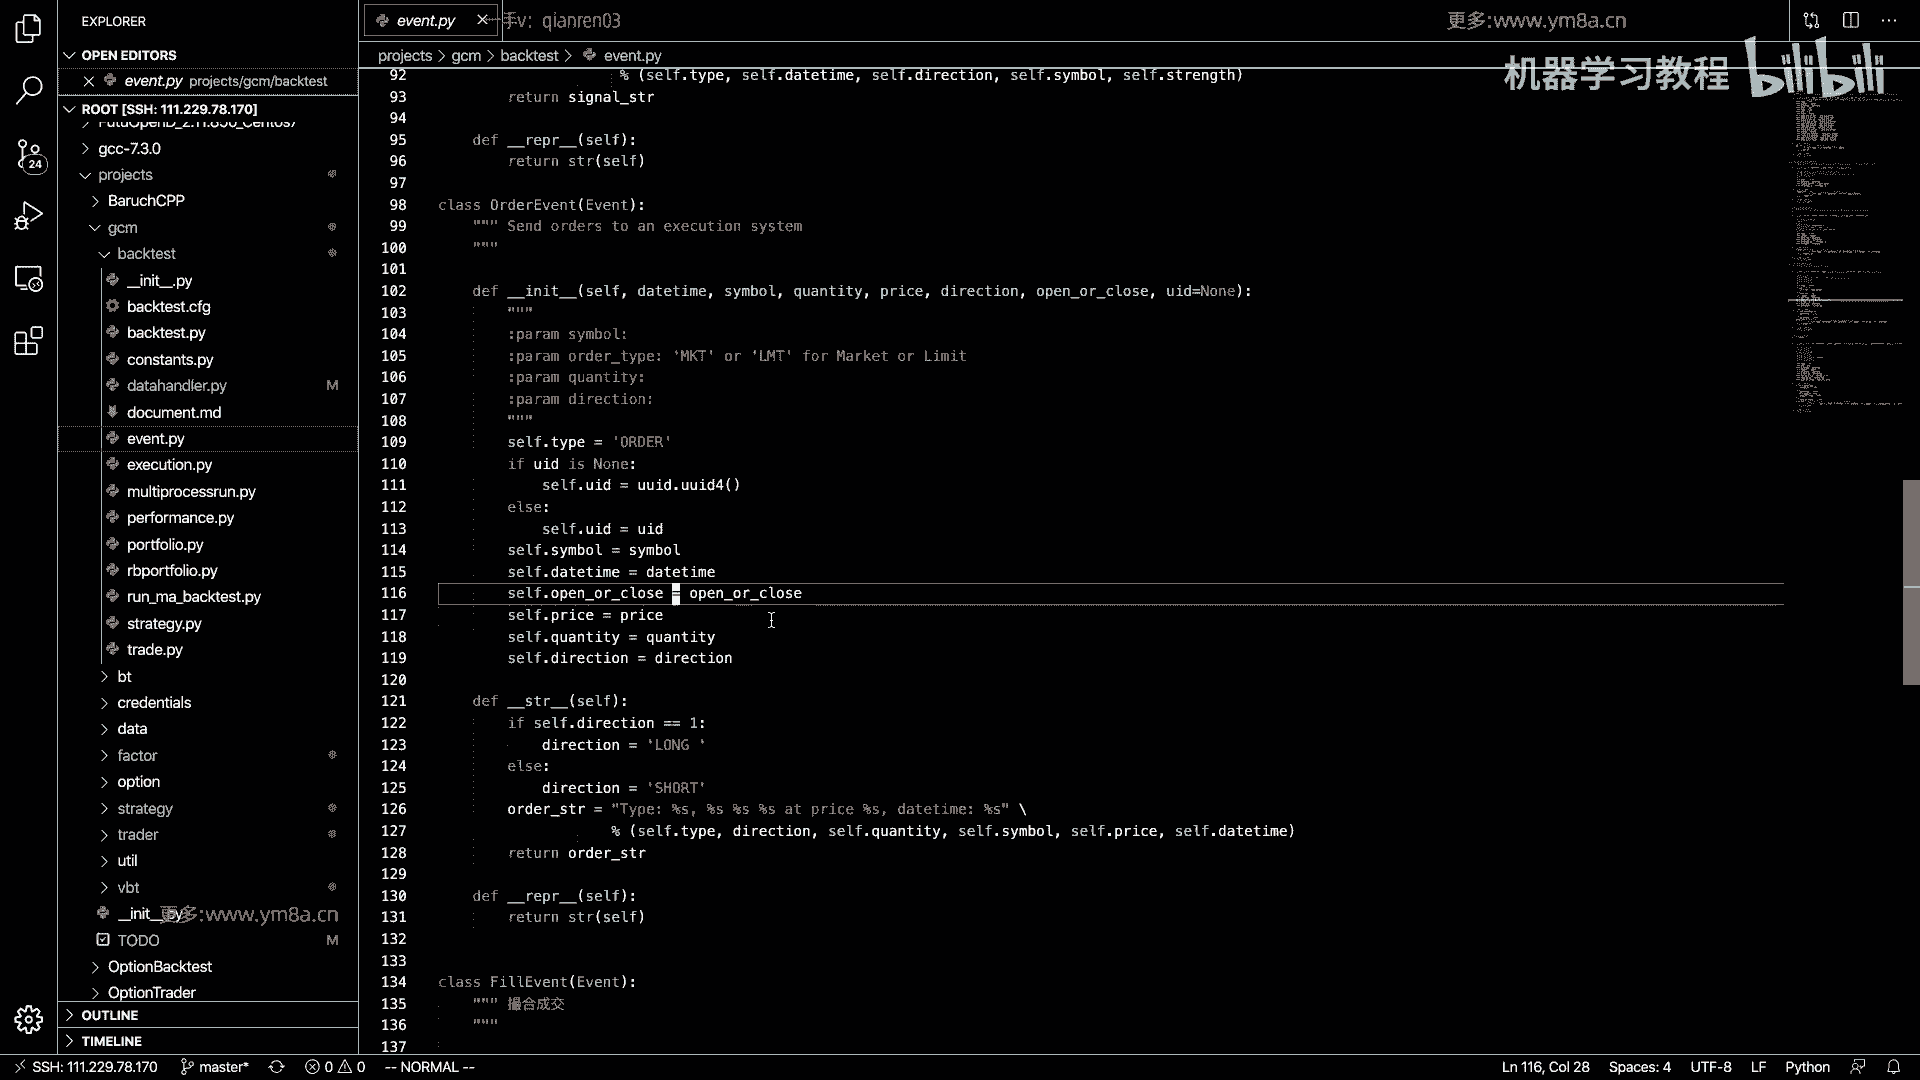 EXPLORER
OPEN EDITORS
event.py projects/gcm/backtest
ROOT [SSH: 111.229.78.170]
gcc-7.3.0
projects
BaruchCPP
gcm
backtest
__init__.py
backtest.cfg
backtest.py
constants.py
datahandler.py M
document.md
event.py
execution.py
multiprocessrun.py
performance.py
portfolio.py
rbportfolio.py
run_ma_backtest.py
strategy.py
trade.py
bt
credentials
data
factor
option
strategy
trader
util
vbt
__init__.py
更多:www.ym8a.cn
TODO M
OptionBacktest
OptionTrader
OUTLINE
TIMELINE
24
event.py
手v: qianren03
更多:www.ym8a.cn
机器学习教程 bilibili
projects > gcm > backtest > event.py
92 % (self.type, self.datetime, self.direction, self.symbol, self.strength)
93 return signal_str
94
95 def __repr__(self):
96 return str(self)
97
98 class OrderEvent(Event):
99 """ Send orders to an execution system
100 """
101
102 def __init__(self, datetime, symbol, quantity, price, direction, open_or_close, uid=None):
103 """
104 :param symbol:
105 :param order_type: 'MKT' or 'LMT' for Market or Limit
106 :param quantity:
107 :param direction:
108 """
109 self.type = 'ORDER'
110 if uid is None:
111 self.uid = uuid.uuid4()
112 else:
113 self.uid = uid
114 self.symbol = symbol
115 self.datetime = datetime
116 self.open_or_close = open_or_close
117 self.price = price
118 self.quantity = quantity
119 self.direction = direction
120
121 def __str__(self):
122 if self.direction == 1:
123 direction = 'LONG '
124 else:
125 direction = 'SHORT'
126 order_str = "Type: %s, %s %s %s at price %s, datetime: %s" \
127 % (self.type, direction, self.quantity, self.symbol, self.price, self.datetime)
128 return order_str
129
130 def __repr__(self):
131 return str(self)
132
133
134 class FillEvent(Event):
135 """ 撮合成交
136 """
137
SSH: 111.229.78.170 master* 0 0 -- NORMAL -- Ln 116, Col 28 Spaces: 4 UTF-8 LF Python